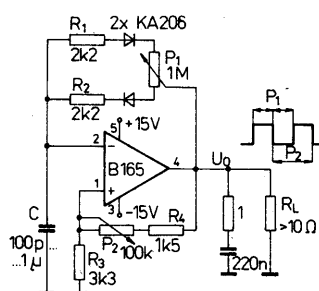 R1 2x KA206
2k2
P1
1M
R2
2k2
5 +15V
2 −
B165
4
U0
1 +
3 -15V
P1
P2
C
100p
...1µ
P2
100k
R4
1k5
R3
3k3
1
220n
RL
>10Ω